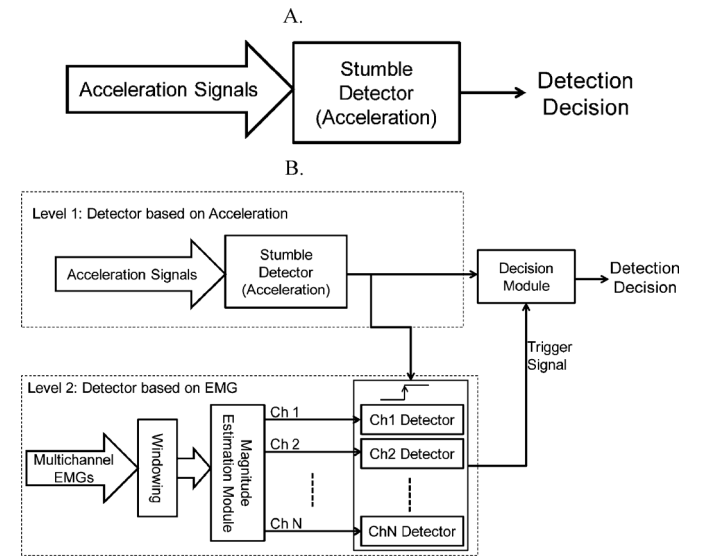 A.
Acceleration Signals
Stumble
Detector
(Acceleration)
Detection
Decision
B.
Level 1: Detector based on Acceleration
Acceleration Signals
Stumble
Detector
(Acceleration)
Decision
Module
Detection
Decision
Trigger
Signal
Level 2: Detector based on EMG
Multichannel
EMGs
Windowing
Magnitude
Estimation Module
Ch 1
Ch 2
Ch N
Ch1 Detector
Ch2 Detector
ChN Detector